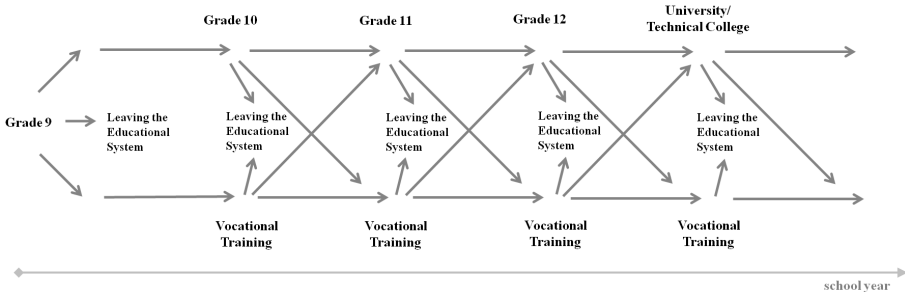 Grade 10
Grade 11
Grade 12
University/
Technical College
Grade 9
Leaving the
Educational
System
Leaving the
Educational
System
Leaving the
Educational
System
Leaving the
Educational
System
Leaving the
Educational
System
Vocational
Training
Vocational
Training
Vocational
Training
Vocational
Training
school year